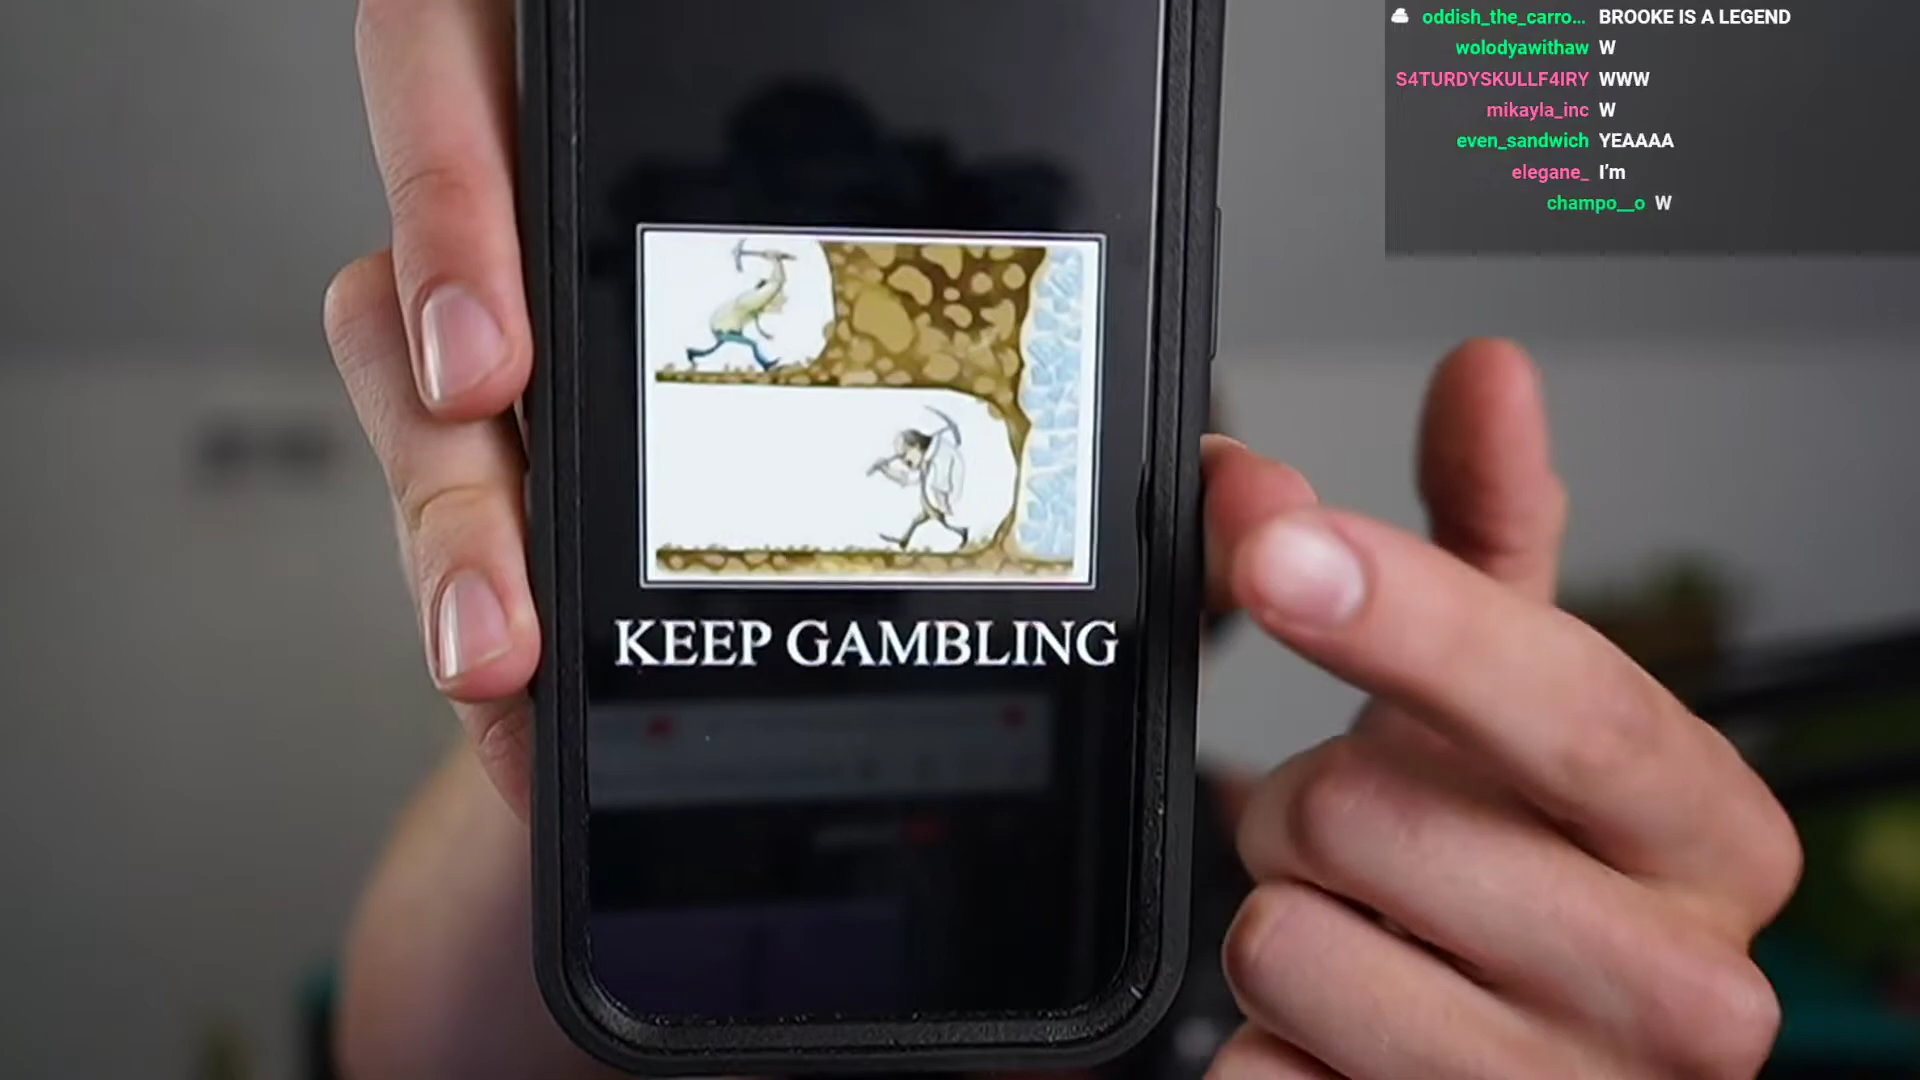 oddish_the_carro... BROOKE IS A LEGEND
wolodyawithaw W
S4TURDYSKULLF4IRY WWW
mikayla_inc W
even_sandwich YEAAAA
elegane_ I'm
champo__o W
KEEP GAMBLING